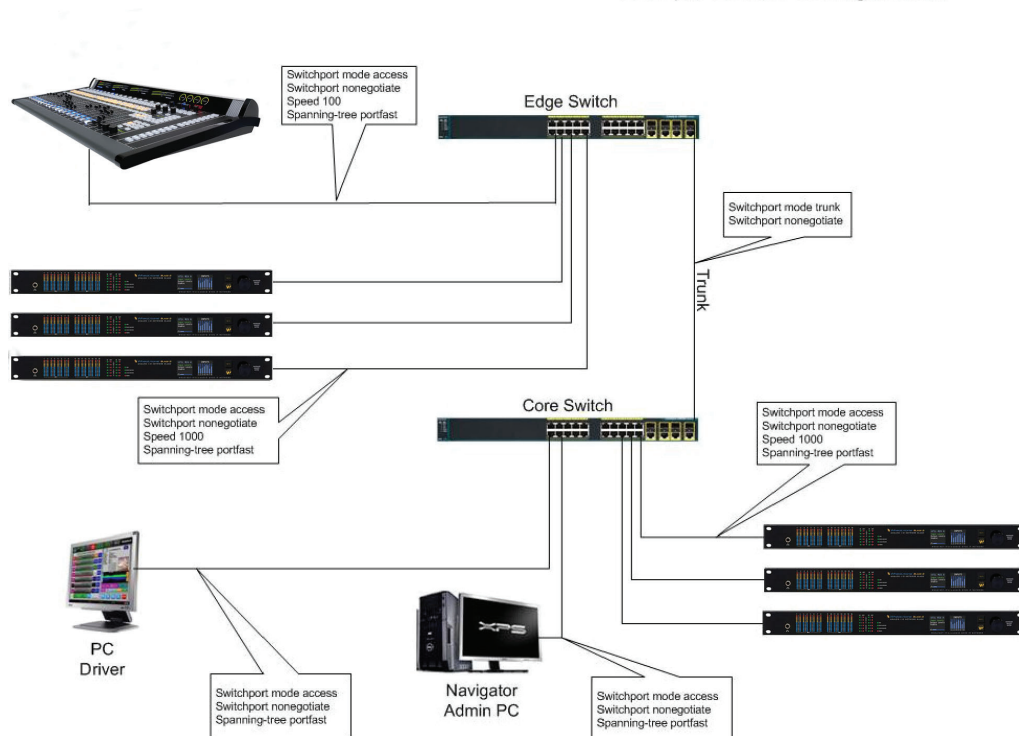 Switchport mode access
Switchport nonegotiate
Speed 100
Spanning-tree portfast
Edge Switch
Switchport mode trunk
Switchport nonegotiate
Trunk
Switchport mode access
Switchport nonegotiate
Speed 1000
Spanning-tree portfast
Core Switch
Switchport mode access
Switchport nonegotiate
Speed 1000
Spanning-tree portfast
PC
Driver
XPS
Navigator
Admin PC
Switchport mode access
Switchport nonegotiate
Spanning-tree portfast
Switchport mode access
Switchport nonegotiate
Spanning-tree portfast